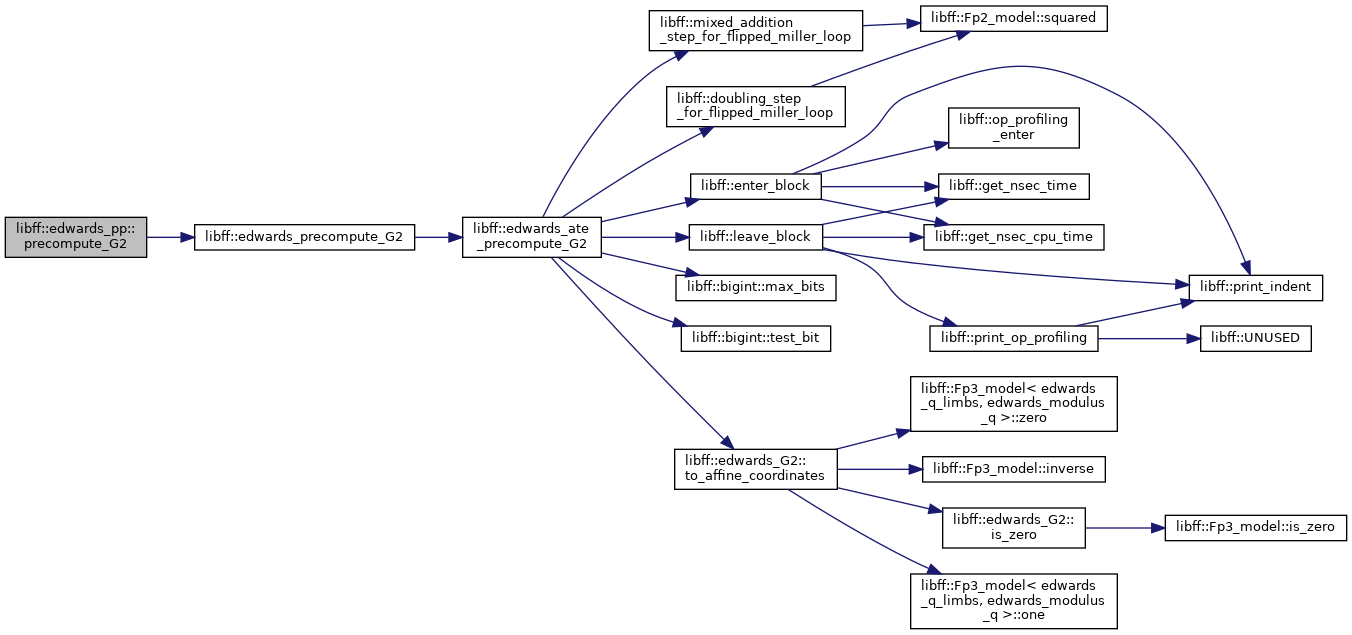 libff::edwards_pp::
precompute_G2
libff::edwards_precompute_G2
libff::edwards_ate
_precompute_G2
libff::mixed_addition
_step_for_flipped_miller_loop
libff::Fp2_model::squared
libff::doubling_step
_for_flipped_miller_loop
libff::enter_block
libff::op_profiling
_enter
libff::get_nsec_time
libff::leave_block
libff::get_nsec_cpu_time
libff::bigint::max_bits
libff::print_indent
libff::bigint::test_bit
libff::print_op_profiling
libff::UNUSED
libff::edwards_G2::
to_affine_coordinates
libff::Fp3_model< edwards
_q_limbs, edwards_modulus
_q >::zero
libff::Fp3_model::inverse
libff::edwards_G2::
is_zero
libff::Fp3_model::is_zero
libff::Fp3_model< edwards
_q_limbs, edwards_modulus
_q >::one